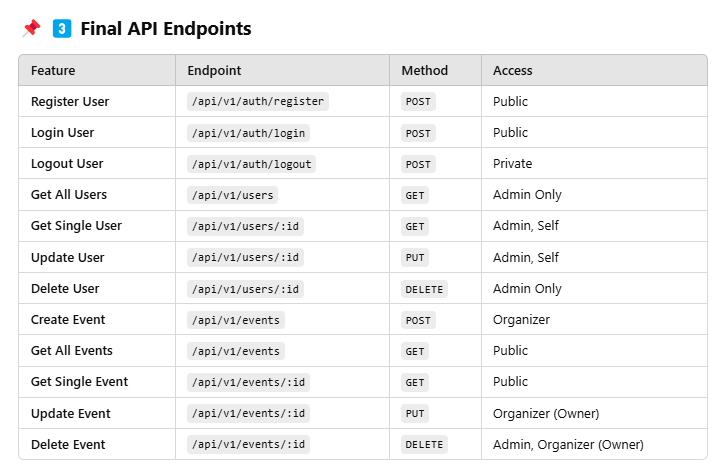 📌 3️⃣ Final API Endpoints
Feature Endpoint Method Access
Register User /api/v1/auth/register POST Public
Login User /api/v1/auth/login POST Public
Logout User /api/v1/auth/logout POST Private
Get All Users /api/v1/users GET Admin Only
Get Single User /api/v1/users/:id GET Admin, Self
Update User /api/v1/users/:id PUT Admin, Self
Delete User /api/v1/users/:id DELETE Admin Only
Create Event /api/v1/events POST Organizer
Get All Events /api/v1/events GET Public
Get Single Event /api/v1/events/:id GET Public
Update Event /api/v1/events/:id PUT Organizer (Owner)
Delete Event /api/v1/events/:id DELETE Admin, Organizer (Owner)